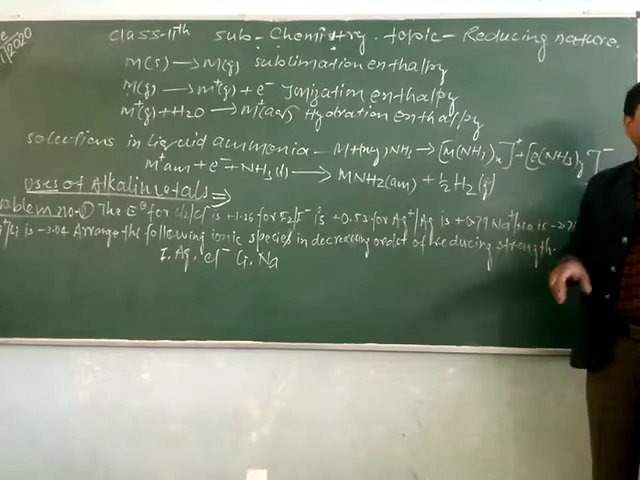 2020
class-11th sub- Chemistry. topic- Reducing nature.
M(s) → M(g) sublimation enthalpy
M(g) → M⁺(g) + e⁻ Ionization enthalpy
M⁺(g) + H₂O → M⁺(aq) Hydration enthalpy
solutions in liquid ammonia - M+(x+y)NH₃ → [M(NH₃)ₓ]⁺ + [e(NH₃)y]⁻
M⁺am + e⁻ + NH₃(l) → MNH₂(am) + ½ H₂(g)
Uses of Alkali metals ⇒
Problem no-① The E⊖ for Cl₂/Cl⁻ is +1.36 for I₂/I⁻ is +0.53 for Ag⁺/Ag is +0.79 Na⁺/Na is -2.71
Li⁺/Li is -3.04 Arrange the following ionic species in decreasing order of reducing strength.
I⁻, Ag, Cl⁻ Li, Na